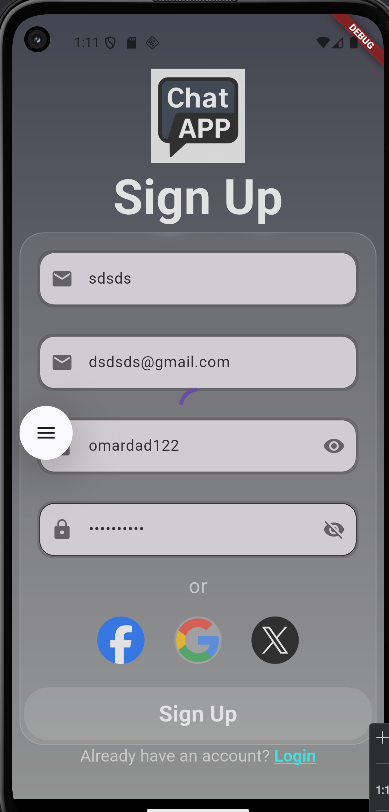 1:11
DEBUG
Chat
APP
Sign Up
sdsds
dsdsds@gmail.com
omardad122
••••••••••
or
Sign Up
Already have an account? Login